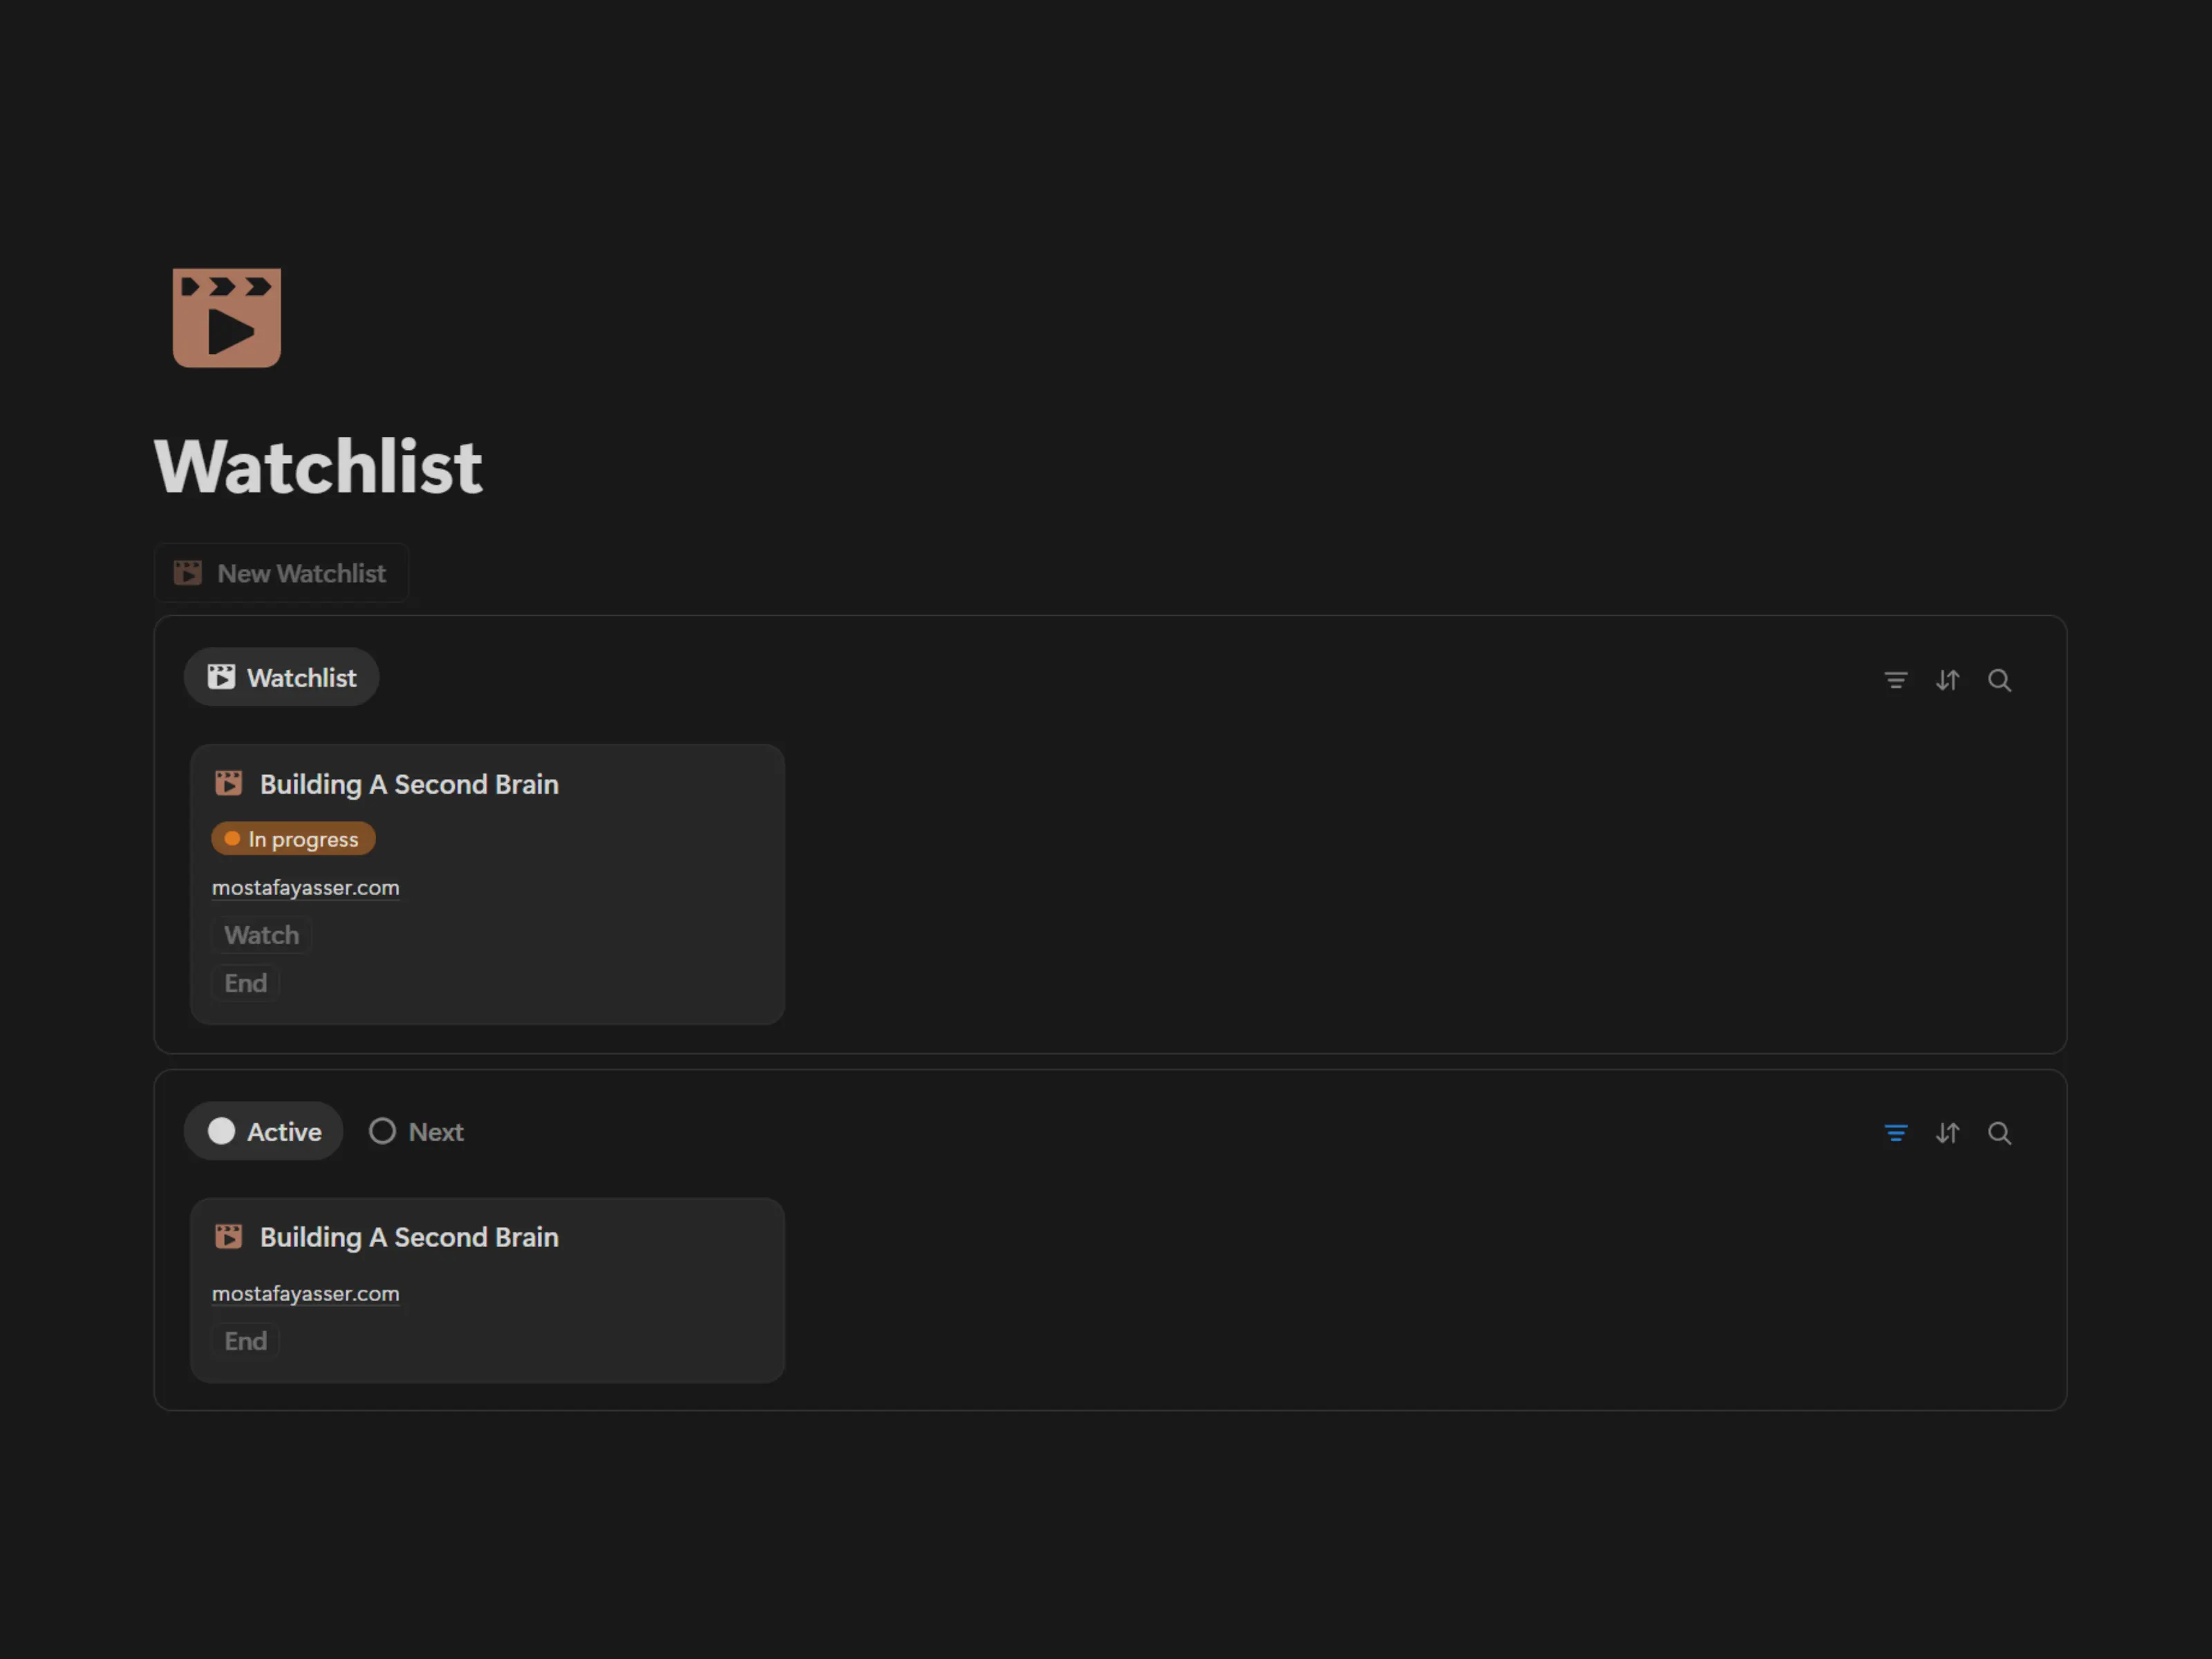 Watchlist
New Watchlist
Watchlist
Building A Second Brain
In progress
mostafayasser.com
Watch
End
Active Next
Building A Second Brain
mostafayasser.com
End